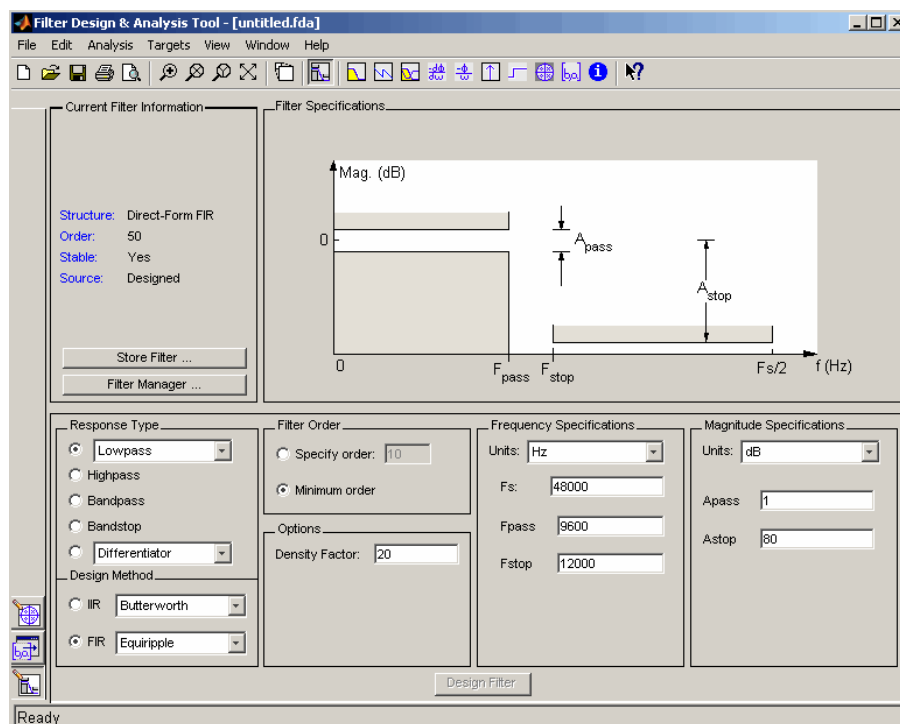 Filter Design & Analysis Tool - [untitled.fda]
File Edit Analysis Targets View Window Help
Current Filter Information
Structure: Direct-Form FIR
Order: 50
Stable: Yes
Source: Designed
Store Filter ...
Filter Manager ...
Filter Specifications
Mag. (dB)
0
A pass
A stop
0
F pass
F stop
Fs/2
f (Hz)
Response Type
Lowpass
Highpass
Bandpass
Bandstop
Differentiator
Design Method
IIR Butterworth
FIR Equiripple
Filter Order
Specify order: 10
Minimum order
Options
Density Factor: 20
Frequency Specifications
Units: Hz
Fs: 48000
Fpass 9600
Fstop 12000
Magnitude Specifications
Units: dB
Apass 1
Astop 80
Design Filter
Ready